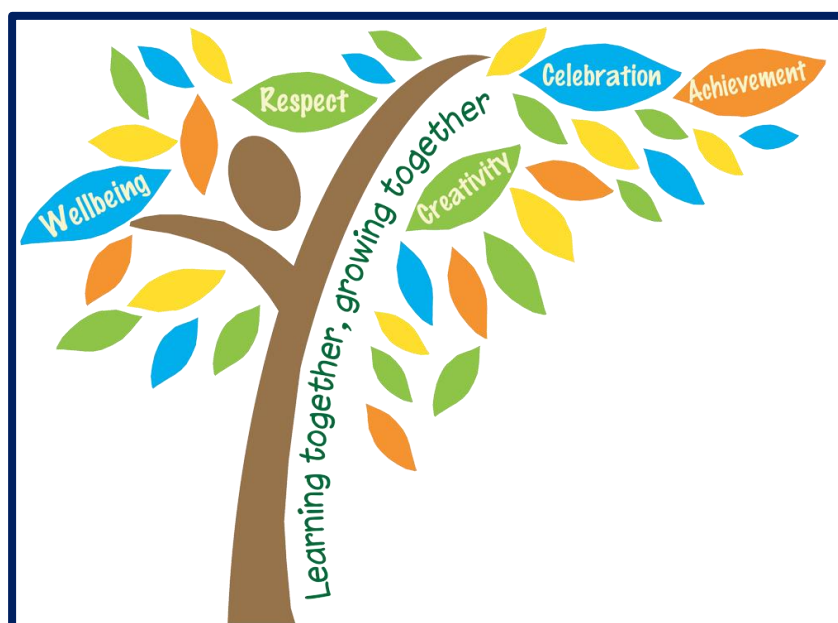 Celebration
Achievement
Respect
Creativity
Wellbeing
Learning together, growing together